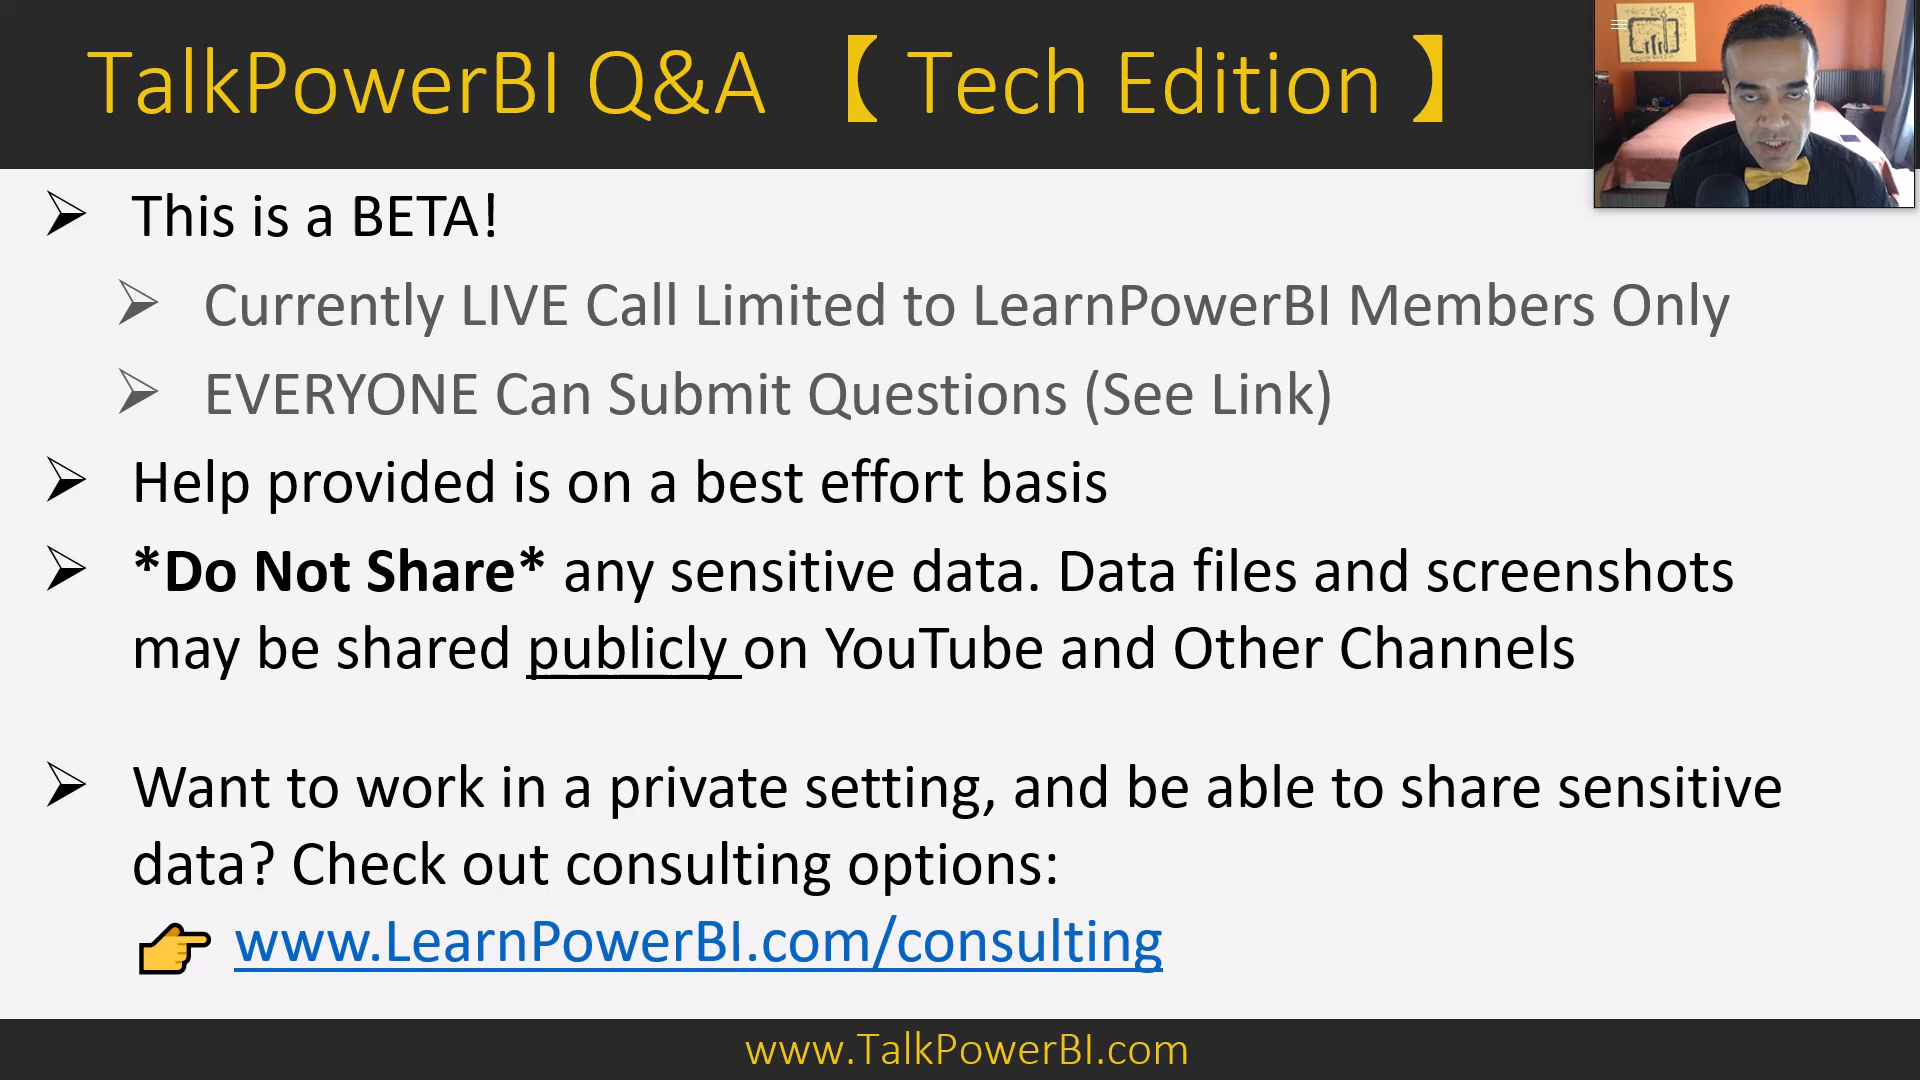 TalkPowerBI Q&A 【 Tech Edition 】
This is a BETA!
Currently LIVE Call Limited to LearnPowerBI Members Only
EVERYONE Can Submit Questions (See Link)
Help provided is on a best effort basis
*Do Not Share* any sensitive data. Data files and screenshots
may be shared publicly on YouTube and Other Channels
Want to work in a private setting, and be able to share sensitive
data? Check out consulting options:
👉 www.LearnPowerBI.com/consulting
www.TalkPowerBI.com